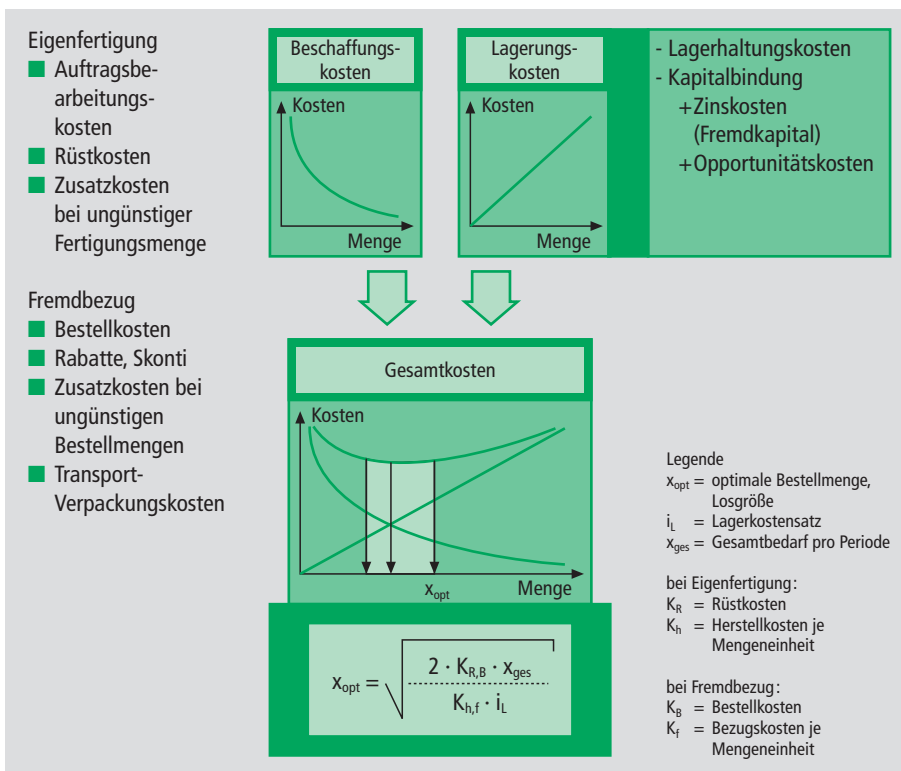 Eigenfertigung
■ Auftragsbe-
arbeitungs-
kosten
■ Rüstkosten
■ Zusatzkosten
bei ungünstiger
Fertigungsmenge
Fremdbezug
■ Bestellkosten
■ Rabatte, Skonti
■ Zusatzkosten bei
ungünstigen
Bestellmengen
■ Transport-
Verpackungskosten
Beschaffungs-
kosten
Kosten
Menge
Lagerungs-
kosten
Kosten
Menge
- Lagerhaltungskosten
- Kapitalbindung
+Zinskosten
(Fremdkapital)
+Opportunitätskosten
Gesamtkosten
Kosten
x_opt Menge
x_opt = √(2 · K_R,B · x_ges / K_h,f · i_L)
Legende
x_opt = optimale Bestellmenge,
Losgröße
i_L = Lagerkostensatz
x_ges = Gesamtbedarf pro Periode
bei Eigenfertigung:
K_R = Rüstkosten
K_h = Herstellkosten je
Mengeneinheit
bei Fremdbezug:
K_B = Bestellkosten
K_f = Bezugskosten je
Mengeneinheit